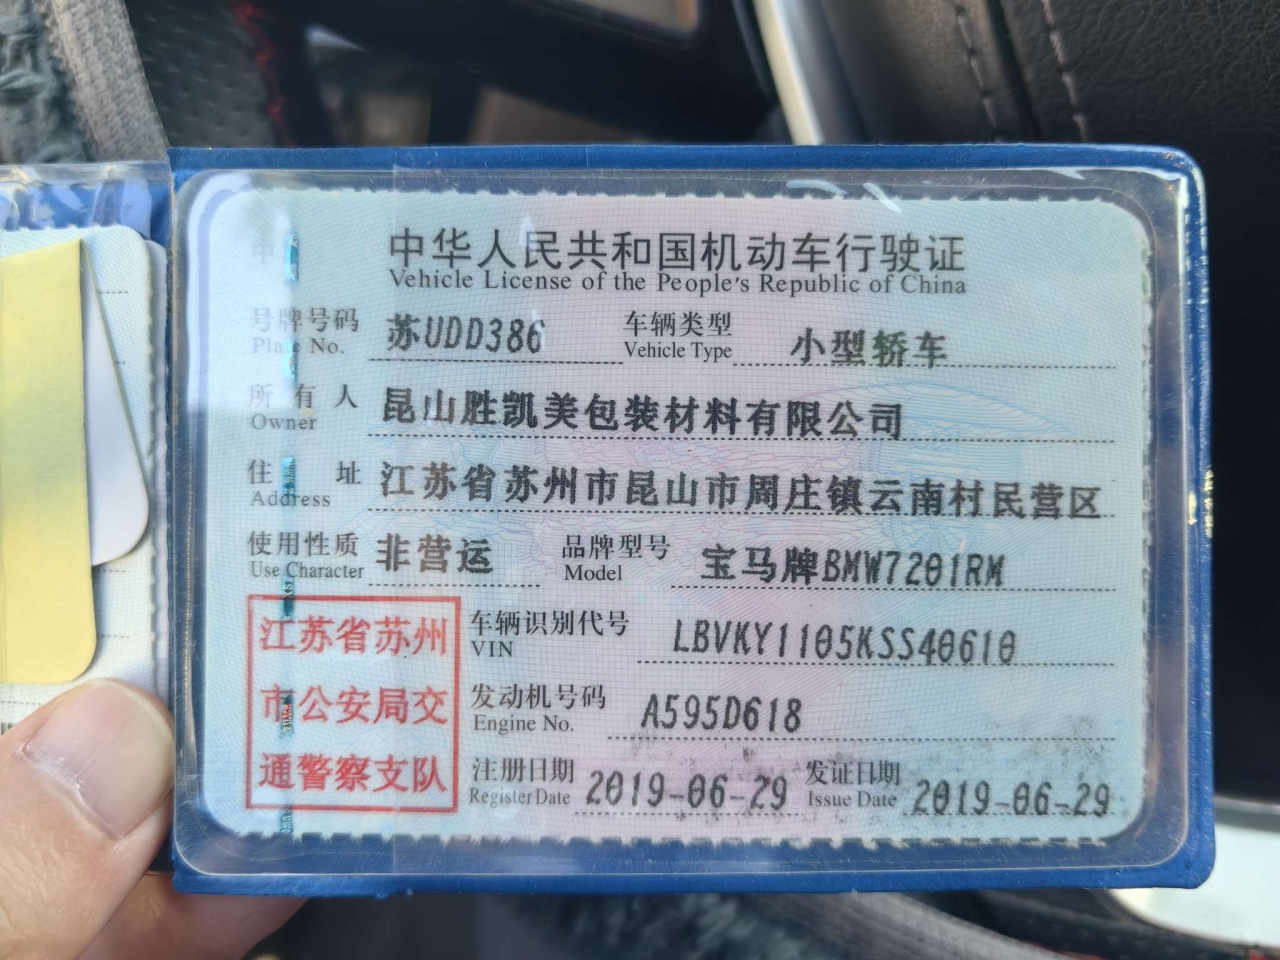 中华人民共和国机动车行驶证
Vehicle License of the People's Republic of China
号牌号码 苏UDD386 车辆类型 小型轿车
Plate No. Vehicle Type
所有人 昆山胜凯美包装材料有限公司
Owner
住址 江苏省苏州市昆山市周庄镇云南村民营区
Address
使用性质 非营运 品牌型号 宝马牌BMW7201RM
Use Character Model
江苏省苏州
市公安局交
通警察支队
车辆识别代号 LBVKY1105KSS40610
VIN
发动机号码 A595D618
Engine No.
注册日期 2019-06-29 发证日期 2019-06-29
Register Date Issue Date